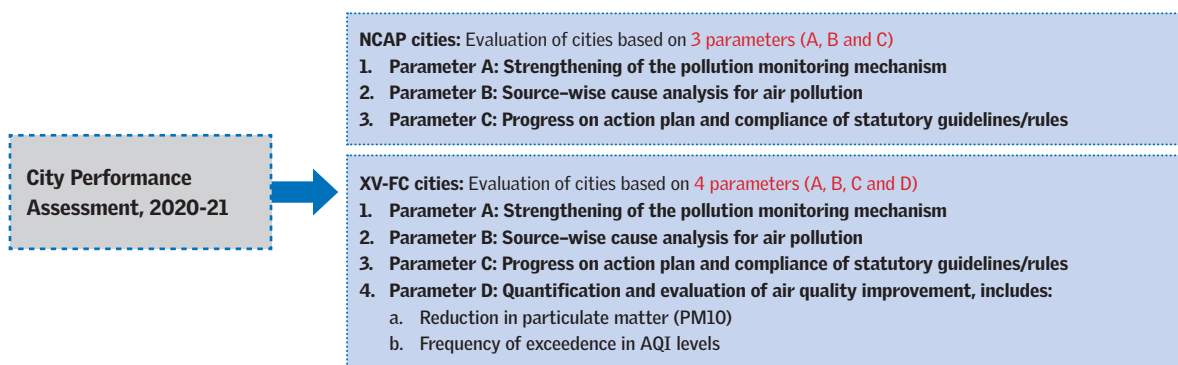 City Performance
Assessment, 2020-21
NCAP cities: Evaluation of cities based on 3 parameters (A, B and C)
1. Parameter A: Strengthening of the pollution monitoring mechanism
2. Parameter B: Source–wise cause analysis for air pollution
3. Parameter C: Progress on action plan and compliance of statutory guidelines/rules
XV-FC cities: Evaluation of cities based on 4 parameters (A, B, C and D)
1. Parameter A: Strengthening of the pollution monitoring mechanism
2. Parameter B: Source–wise cause analysis for air pollution
3. Parameter C: Progress on action plan and compliance of statutory guidelines/rules
4. Parameter D: Quantification and evaluation of air quality improvement, includes:
a. Reduction in particulate matter (PM10)
b. Frequency of exceedence in AQI levels